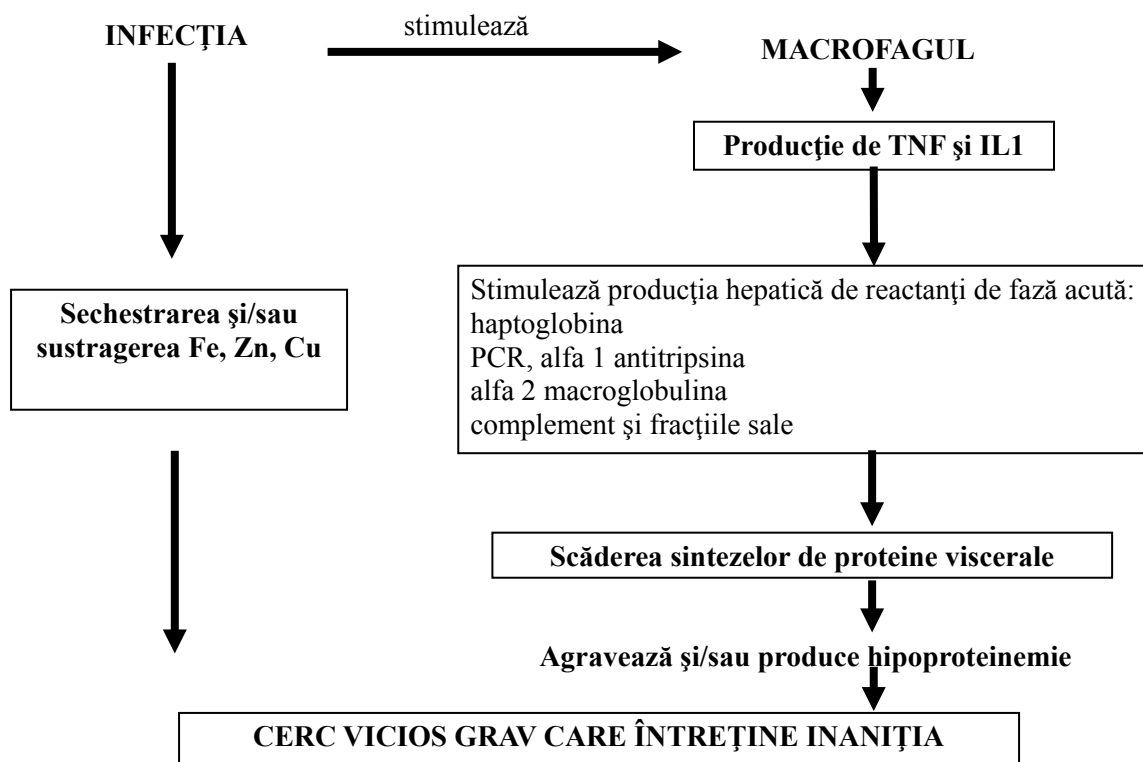 INFECŢIA
stimulează
MACROFAGUL
Producţie de TNF şi IL1
Sechestrarea şi/sau
sustragerea Fe, Zn, Cu
Stimulează producţia hepatică de reactanţi de fază acută:
haptoglobina
PCR, alfa 1 antitripsina
alfa 2 macroglobulina
complement şi fracţiile sale
Scăderea sintezelor de proteine viscerale
Agravează şi/sau produce hipoproteinemie
CERC VICIOS GRAV CARE ÎNTREŢINE INANIŢIA